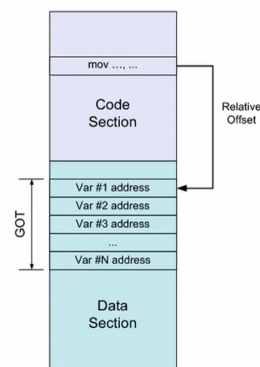 mov ..., ...
Code
Section
Relative
Offset
GOT
Var #1 address
Var #2 address
Var #3 address
...
Var #N address
Data
Section